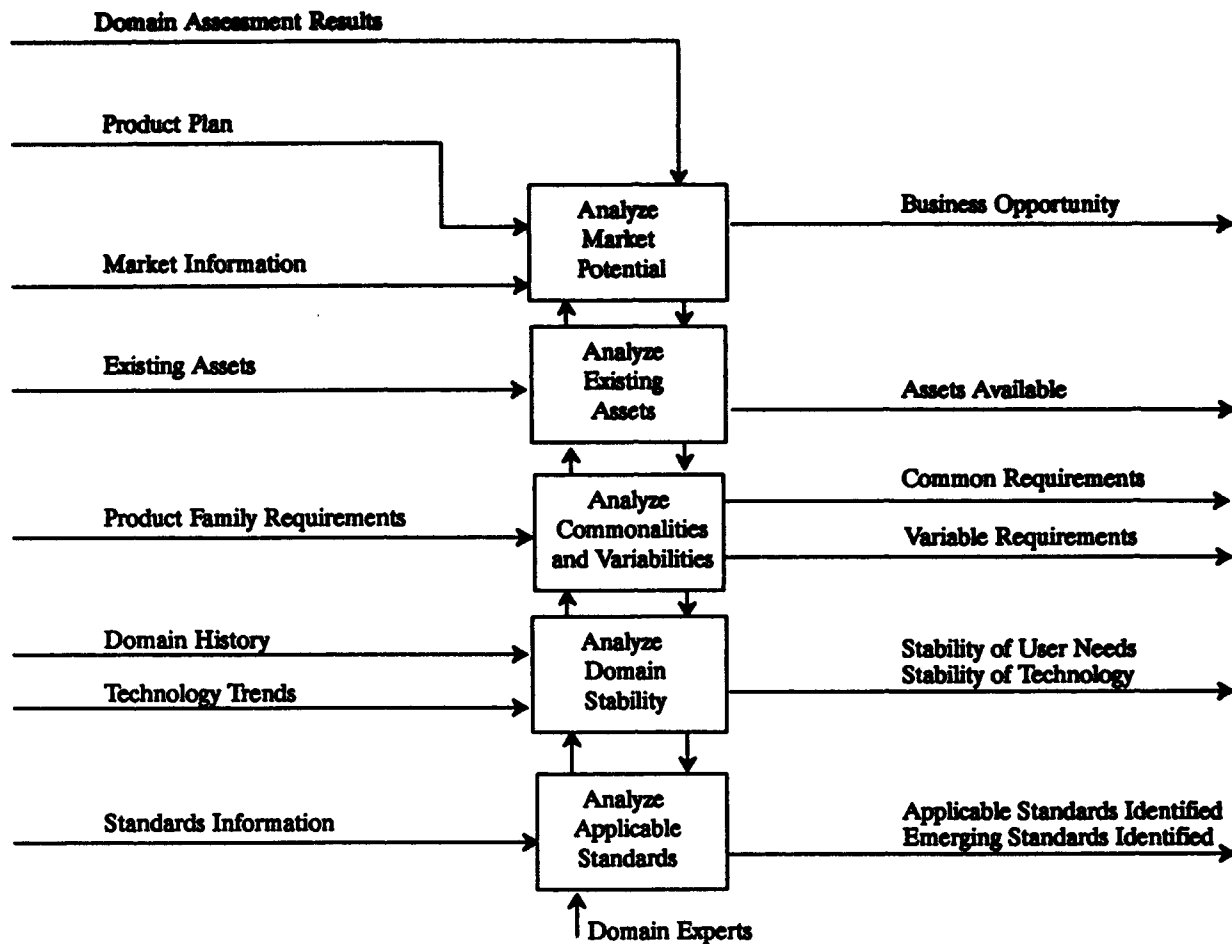 Domain Assessment Results
Product Plan
Analyze
Market
Potential
Business Opportunity
Market Information
Analyze
Existing
Assets
Existing Assets
Assets Available
Analyze
Commonalities
and Variabilities
Common Requirements
Product Family Requirements
Variable Requirements
Domain History
Technology Trends
Analyze
Domain
Stability
Stability of User Needs
Stability of Technology
Standards Information
Analyze
Applicable
Standards
Applicable Standards Identified
Emerging Standards Identified
Domain Experts